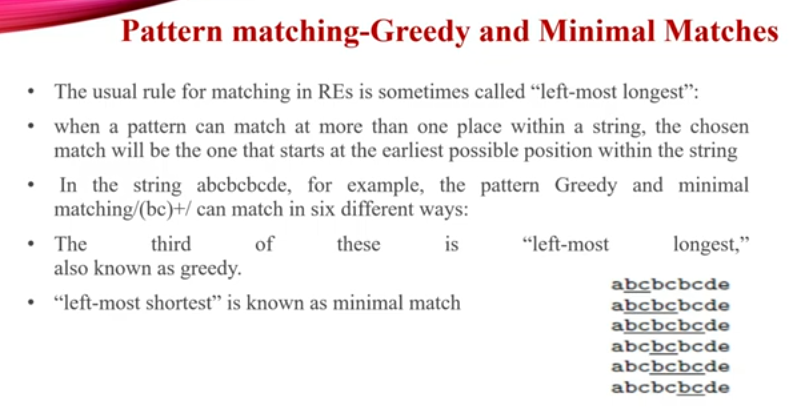 Pattern matching-Greedy and Minimal Matches
• The usual rule for matching in REs is sometimes called “left-most longest”:
• when a pattern can match at more than one place within a string, the chosen
match will be the one that starts at the earliest possible position within the string
• In the string abcbcbcde, for example, the pattern Greedy and minimal
matching/(bc)+/ can match in six different ways:
• The third of these is “left-most longest,”
also known as greedy.
• “left-most shortest” is known as minimal match
abcbcbcde
abcbcbcde
abcbcbcde
abcbcbcde
abcbcbcde
abcbcbcde